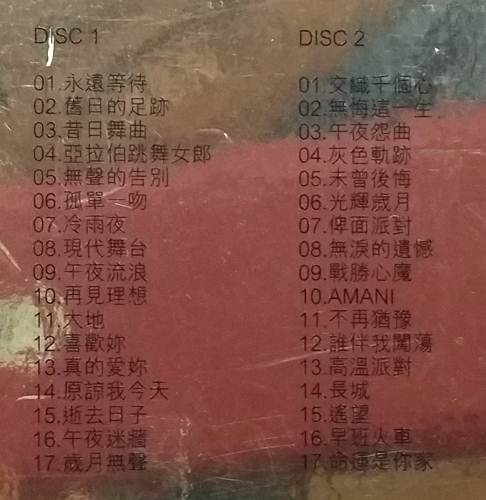 DISC 1
01.永遠等待
02.舊日的足跡
03.昔日舞曲
04.亞拉伯跳舞女郎
05.無聲的告別
06.孤單一吻
07.冷雨夜
08.現代舞台
09.午夜流浪
10.再見理想
11.大地
12.喜歡妳
13.真的愛妳
14.原諒我今天
15.逝去日子
16.午夜迷牆
17.歲月無聲
DISC 2
01.交織千個心
02.無悔這一生
03.午夜怨曲
04.灰色軌跡
05.未曾後悔
06.光輝歲月
07.俾面派對
08.無淚的遺憾
09.戰勝心魔
10.AMANI
11.不再猶豫
12.誰伴我闖蕩
13.高溫派對
14.長城
15.遙望
16.早班火車
17.命運是你家